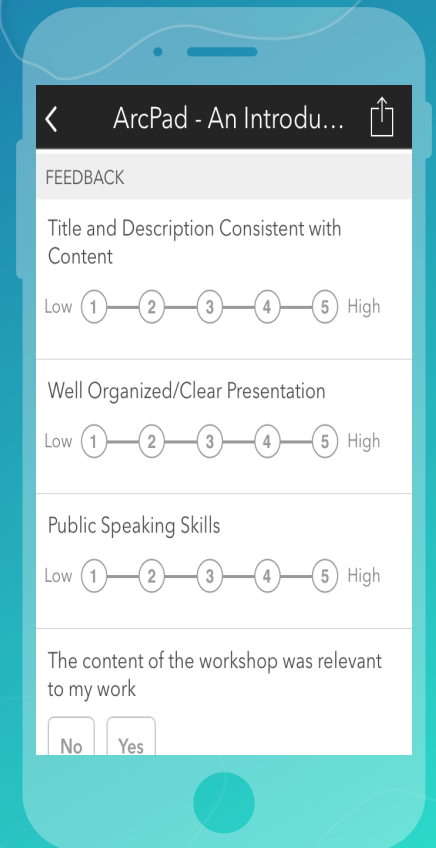 ArcPad - An Introdu...
FEEDBACK
Title and Description Consistent with
Content
Low 1 2 3 4 5 High
Well Organized/Clear Presentation
Low 1 2 3 4 5 High
Public Speaking Skills
Low 1 2 3 4 5 High
The content of the workshop was relevant
to my work
No Yes